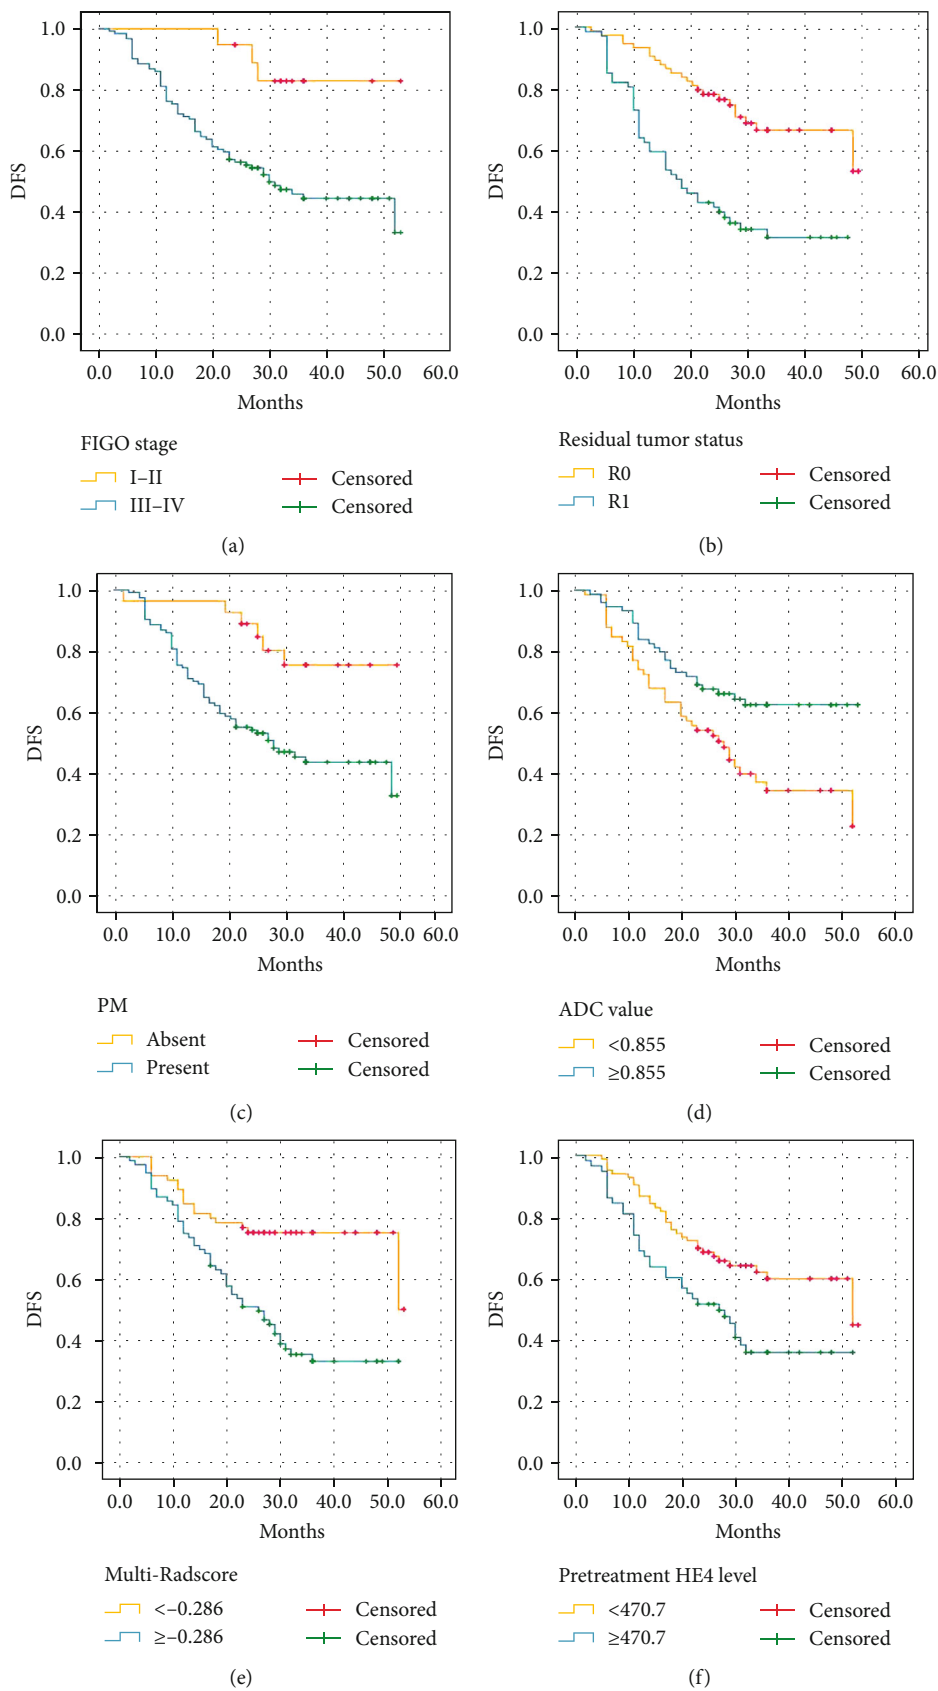 1.0
0.8
0.6
0.4
0.2
0.0
DFS
0.0 10.0 20.0 30.0 40.0 50.0 60.0
Months
FIGO stage
I–II Censored
III–IV Censored
(a)
1.0
0.8
0.6
0.4
0.2
0.0
DFS
0.0 10.0 20.0 30.0 40.0 50.0 60.0
Months
Residual tumor status
R0 Censored
R1 Censored
(b)
1.0
0.8
0.6
0.4
0.2
0.0
DFS
0.0 10.0 20.0 30.0 40.0 50.0 60.0
Months
PM
Absent Censored
Present Censored
(c)
1.0
0.8
0.6
0.4
0.2
0.0
DFS
0.0 10.0 20.0 30.0 40.0 50.0 60.0
Months
ADC value
<0.855 Censored
≥0.855 Censored
(d)
1.0
0.8
0.6
0.4
0.2
0.0
DFS
0.0 10.0 20.0 30.0 40.0 50.0 60.0
Months
Multi-Radscore
<–0.286 Censored
≥–0.286 Censored
(e)
1.0
0.8
0.6
0.4
0.2
0.0
DFS
0.0 10.0 20.0 30.0 40.0 50.0 60.0
Months
Pretreatment HE4 level
<470.7 Censored
≥470.7 Censored
(f)